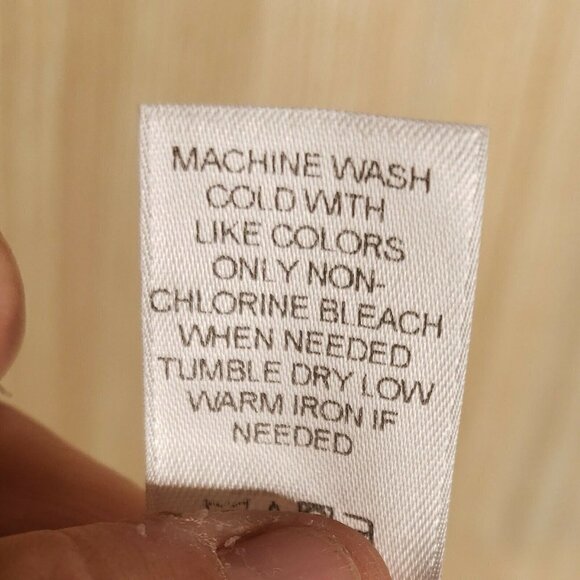 MACHINE WASH
COLD WITH
LIKE COLORS
ONLY NON-
CHLORINE BLEACH
WHEN NEEDED
TUMBLE DRY LOW
WARM IRON IF
NEEDED